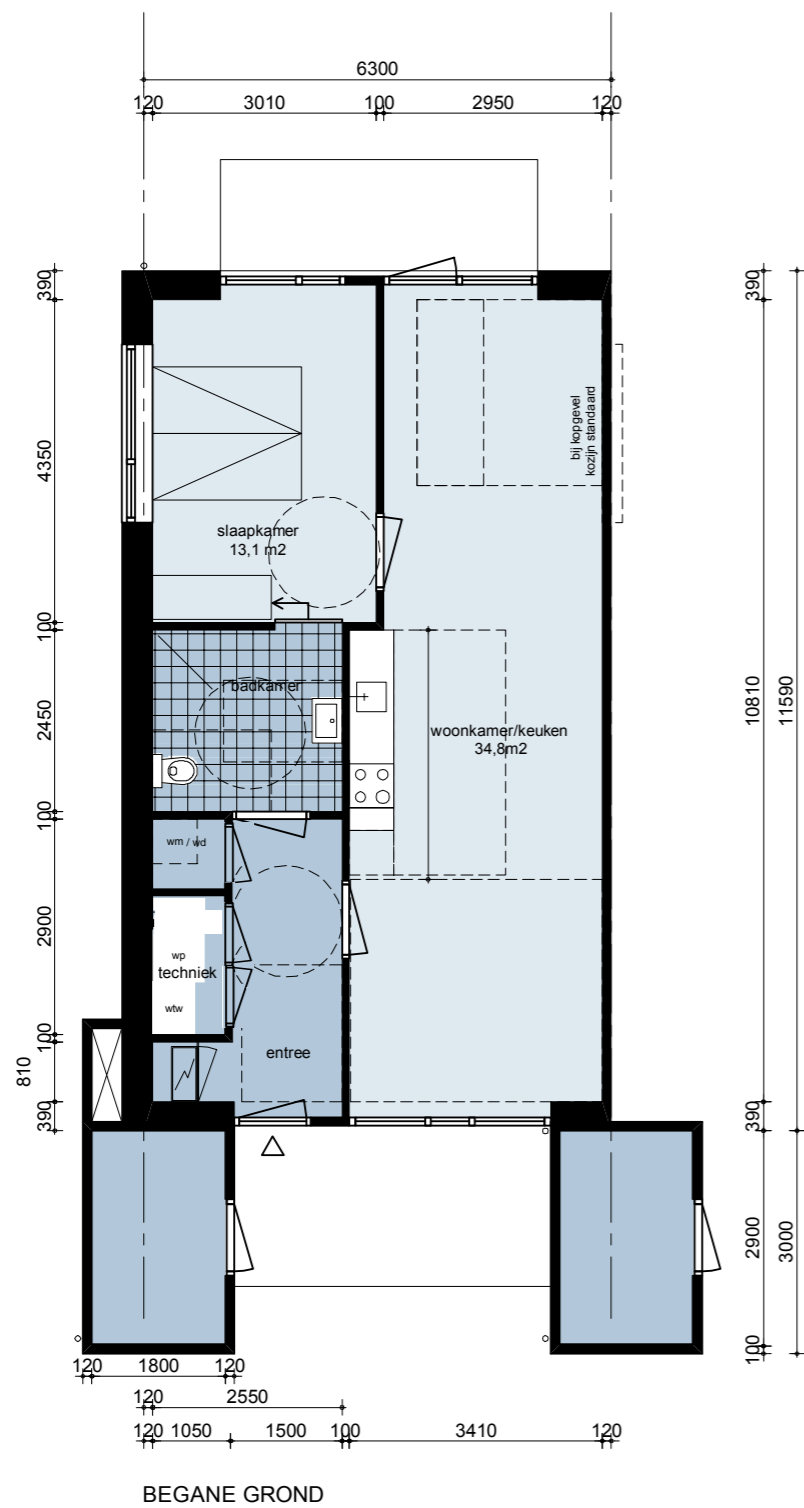 6300
120 3010 100 2950 120
390
4350
100
2450
100
2900
100
810
390
390
10810
11590
390
2900
3000
100
bij kopgevel
kozijn standaard
slaapkamer
13,1 m2
badkamer
woonkamer/keuken
34,8m2
wm / wd
wp
techniek
wtw
entree
120 1800 120
120 2550
120 1050 1500 100 3410 120
BEGANE GROND